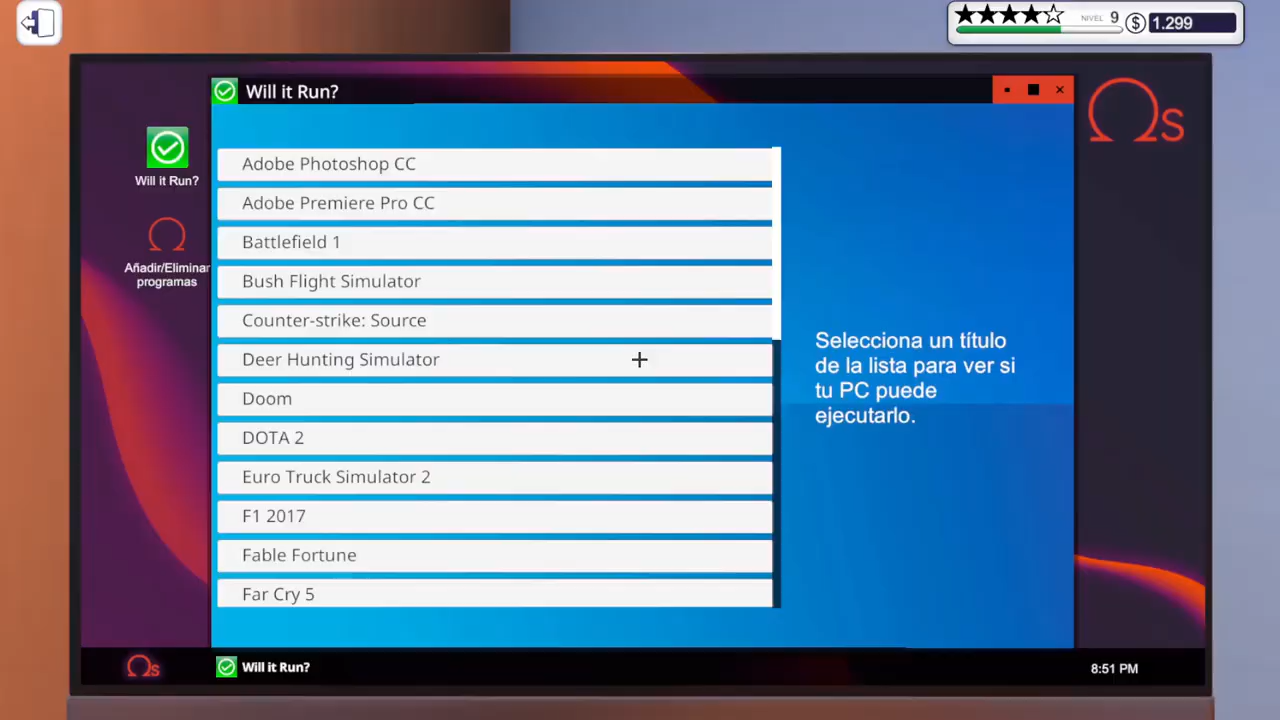 NIVEL 9
$ 1.299
Will it Run?
Ωs
Will it Run?
Añadir/Eliminar
programas
Adobe Photoshop CC
Adobe Premiere Pro CC
Battlefield 1
Bush Flight Simulator
Counter-strike: Source
Deer Hunting Simulator
Doom
DOTA 2
Euro Truck Simulator 2
F1 2017
Fable Fortune
Far Cry 5
Selecciona un título
de la lista para ver si
tu PC puede
ejecutarlo.
Ωs
Will it Run?
8:51 PM